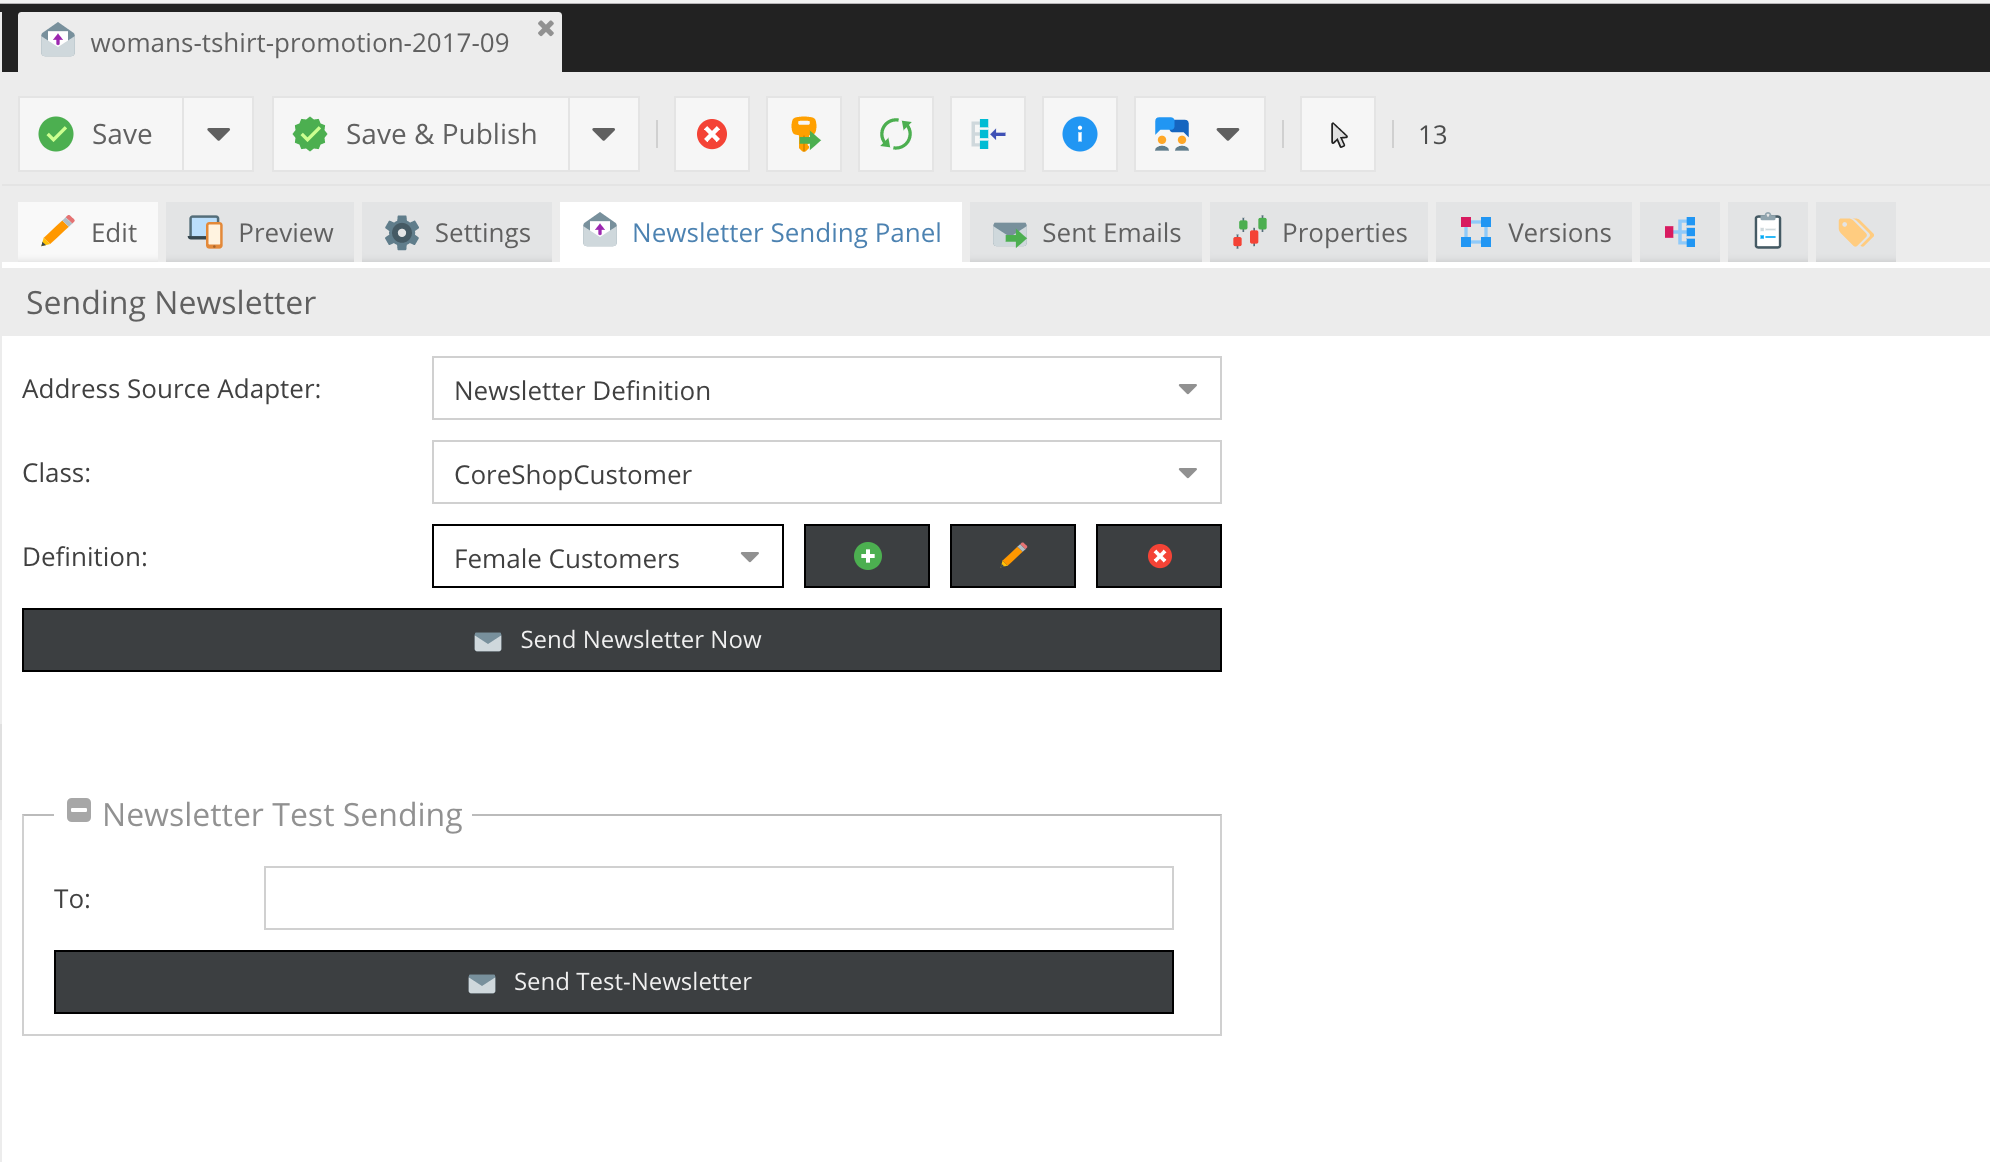 womans-tshirt-promotion-2017-09
Save Save & Publish 13
Edit Preview Settings Newsletter Sending Panel Sent Emails Properties Versions
Sending Newsletter
Address Source Adapter: Newsletter Definition
Class: CoreShopCustomer
Definition: Female Customers
Send Newsletter Now
Newsletter Test Sending
To:
Send Test-Newsletter